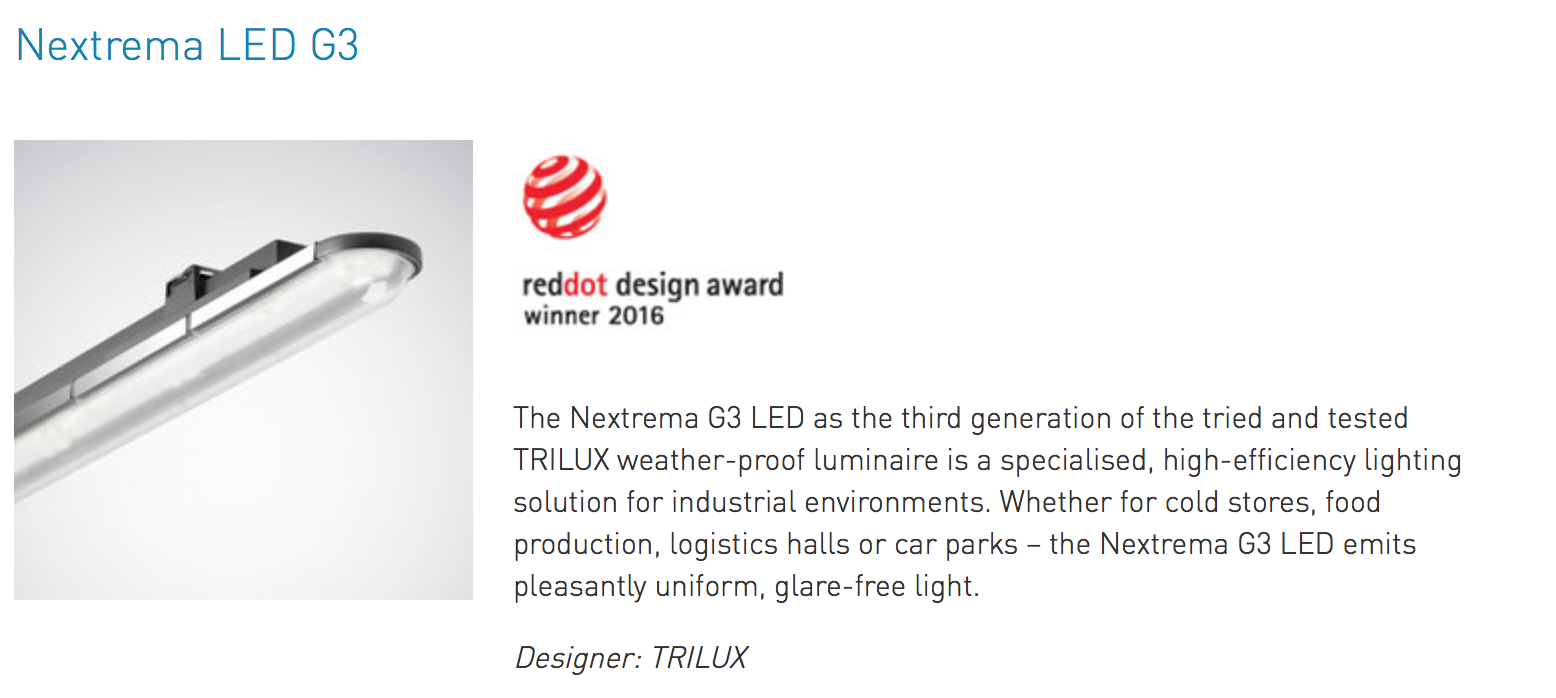 Nextrema LED G3
reddot design award
winner 2016
The Nextrema G3 LED as the third generation of the tried and tested
TRILUX weather-proof luminaire is a specialised, high-efficiency lighting
solution for industrial environments. Whether for cold stores, food
production, logistics halls or car parks – the Nextrema G3 LED emits
pleasantly uniform, glare-free light.
Designer: TRILUX